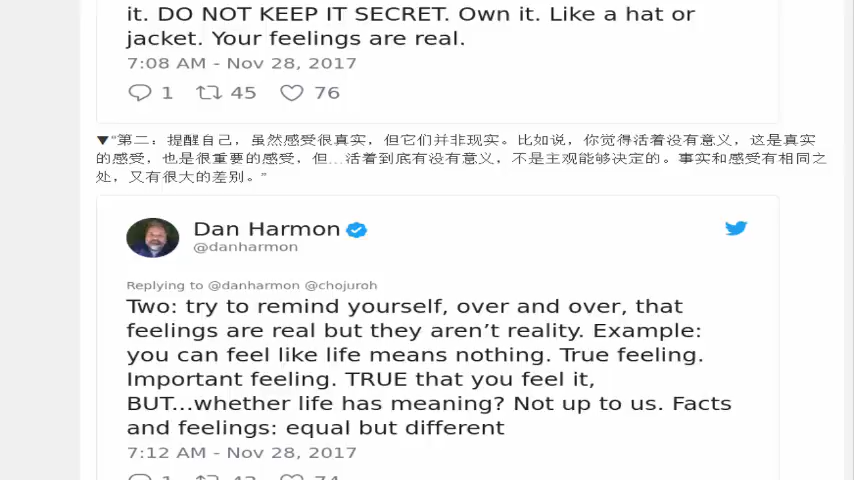 it. DO NOT KEEP IT SECRET. Own it. Like a hat or
jacket. Your feelings are real.
7:08 AM - Nov 28, 2017
1 45 76
▼“第二：提醒自己，虽然感受很真实，但它们并非现实。比如说，你觉得活着没有意义，这是真实
的感受，也是很重要的感受，但...活着到底有没有意义，不是主观能够决定的。事实和感受有相同之
处，又有很大的差别。”
Dan Harmon
@danharmon
Replying to @danharmon @chojuroh
Two: try to remind yourself, over and over, that
feelings are real but they aren’t reality. Example:
you can feel like life means nothing. True feeling.
Important feeling. TRUE that you feel it,
BUT...whether life has meaning? Not up to us. Facts
and feelings: equal but different
7:12 AM - Nov 28, 2017
1 43 74